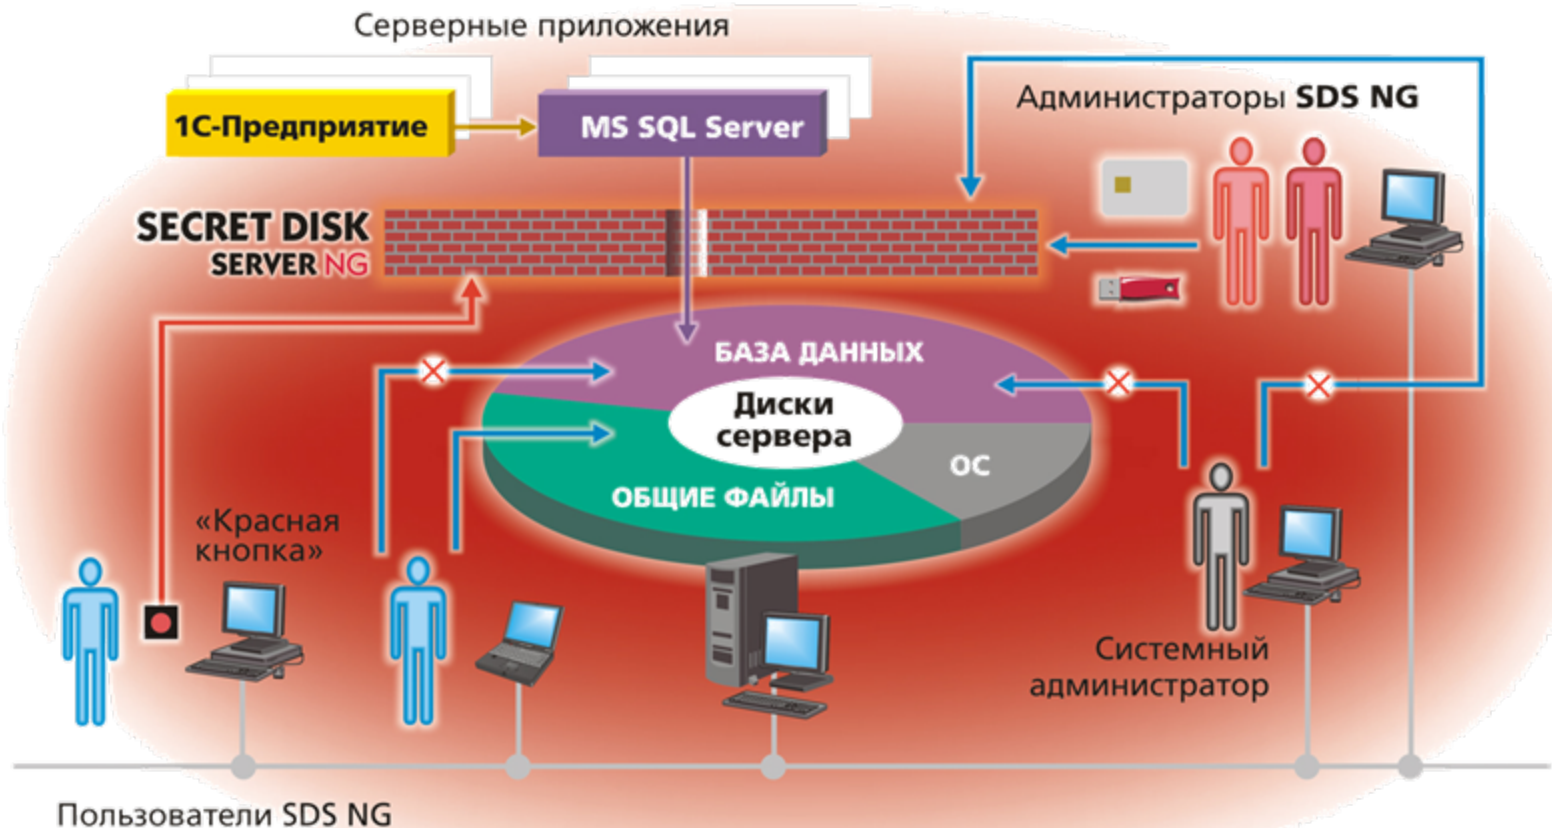 Серверные приложения
1С-Предприятие
MS SQL Server
Администраторы SDS NG
SECRET DISK
SERVER NG
БАЗА ДАННЫХ
Диски
сервера
ОС
ОБЩИЕ ФАЙЛЫ
«Красная
кнопка»
Системный
администратор
Пользователи SDS NG